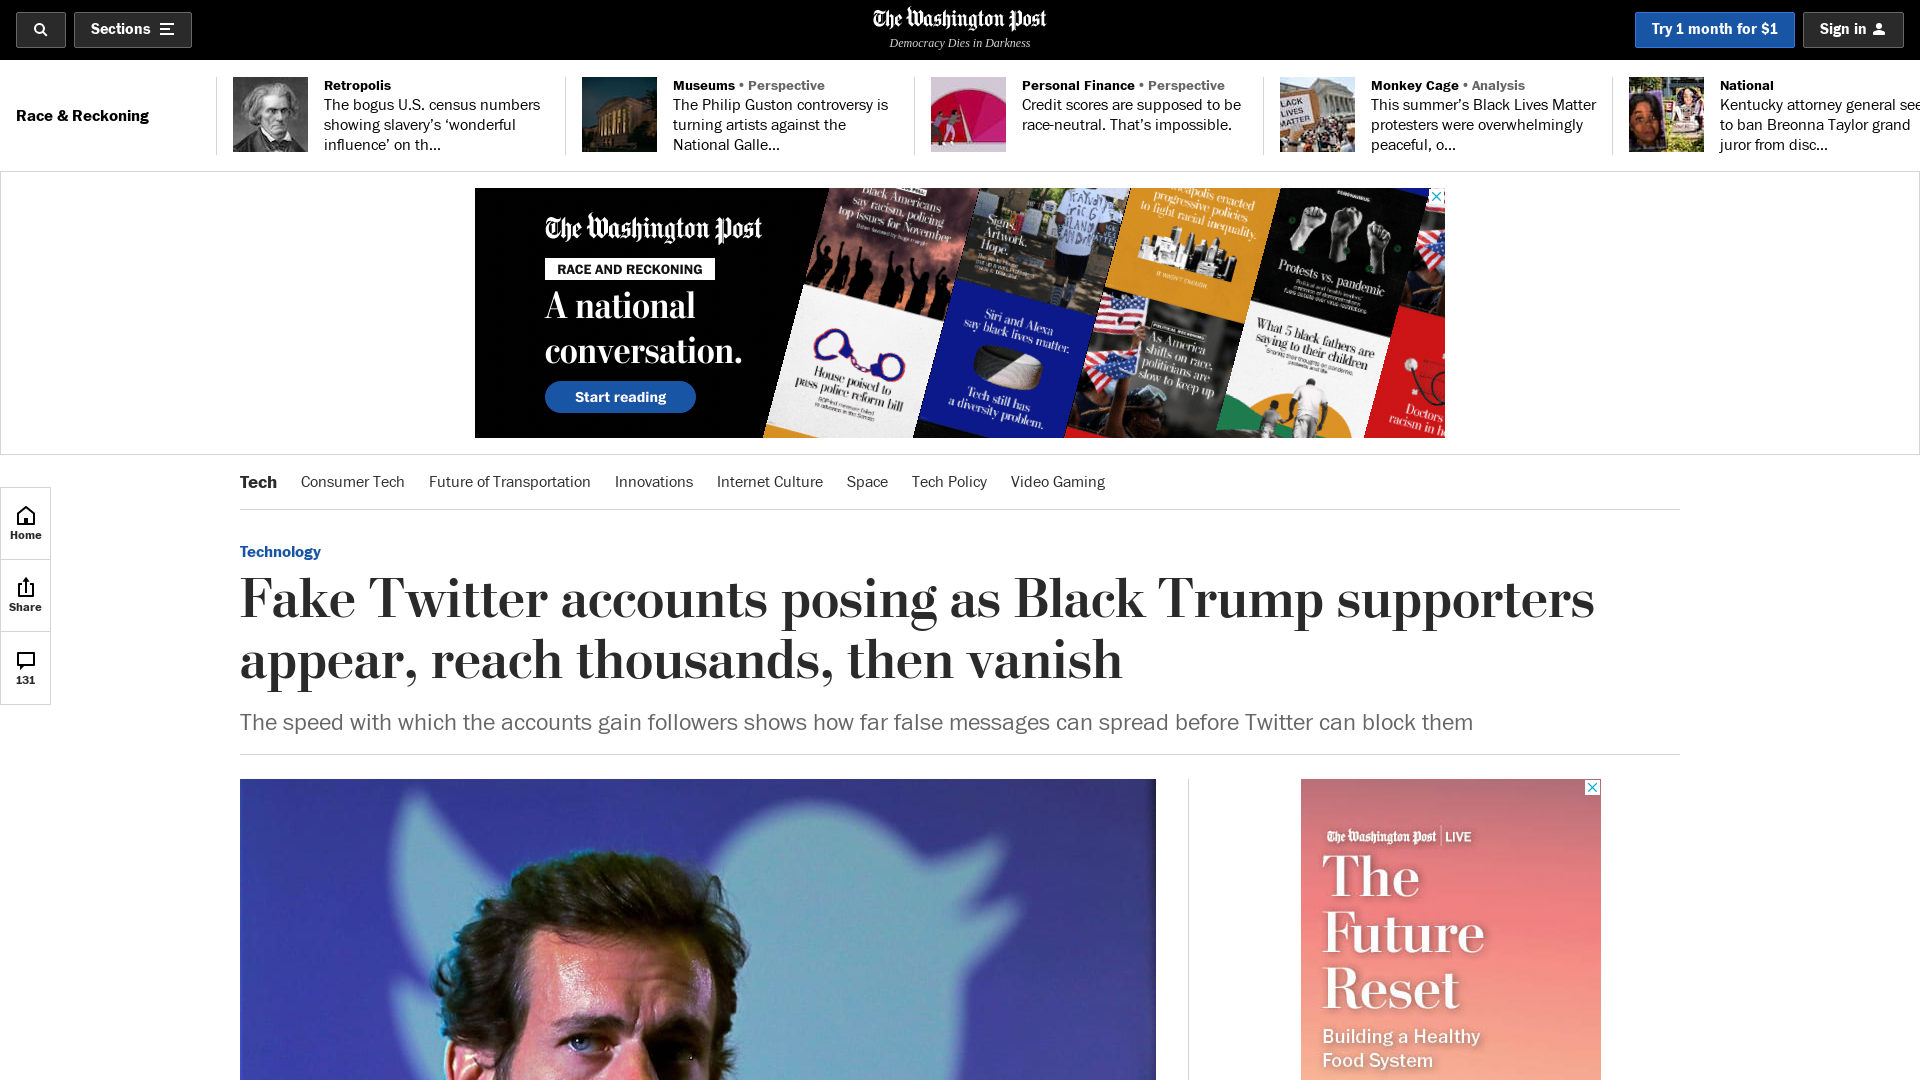 Sections
The Washington Post
Democracy Dies in Darkness
Try 1 month for $1
Sign in
Race & Reckoning
Retropolis
The bogus U.S. census numbers
showing slavery’s ‘wonderful
influence’ on th...
Museums • Perspective
The Philip Guston controversy is
turning artists against the
National Galle...
Personal Finance • Perspective
Credit scores are supposed to be
race-neutral. That’s impossible.
Monkey Cage • Analysis
This summer’s Black Lives Matter
protesters were overwhelmingly
peaceful, o...
National
Kentucky attorney general see
to ban Breonna Taylor grand
juror from disc...
LACK
LIVES
MATTER
The Washington Post
RACE AND RECKONING
A national
conversation.
Start reading
Black Americans
say racism, policing
top issues for November
Signs.
Artwork.
Hope.
progressive policies
to fight racial inequality.
IT WASN'T ENOUGH
CORONAVIRUS
Protests vs. pandemic
House poised to
pass police reform bill
Siri and Alexa
say black lives matter.
Tech still has
a diversity problem.
POLITICAL RECKONING
As America
shifts on race,
politicians are
slow to keep up
What 5 black fathers are
saying to their children
Doctors
racism in h
Tech
Consumer Tech
Future of Transportation
Innovations
Internet Culture
Space
Tech Policy
Video Gaming
Home
Share
131
Technology
Fake Twitter accounts posing as Black Trump supporters
appear, reach thousands, then vanish
The speed with which the accounts gain followers shows how far false messages can spread before Twitter can block them
The Washington Post LIVE
The
Future
Reset
Building a Healthy
Food System